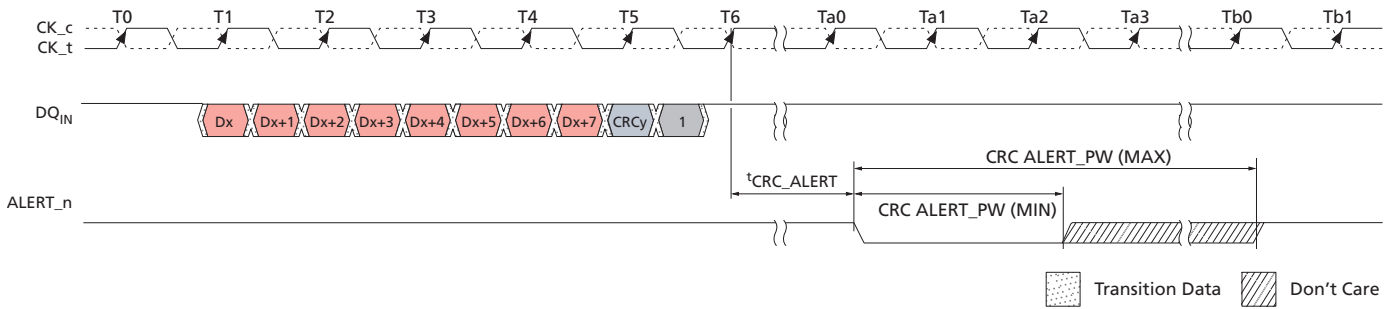 T0 T1 T2 T3 T4 T5 T6 Ta0 Ta1 Ta2 Ta3 Tb0 Tb1
CK_c
CK_t
DQIN
Dx Dx+1 Dx+2 Dx+3 Dx+4 Dx+5 Dx+6 Dx+7 CRCy 1
CRC ALERT_PW (MAX)
tCRC_ALERT
ALERT_n
CRC ALERT_PW (MIN)
Transition Data Don't Care